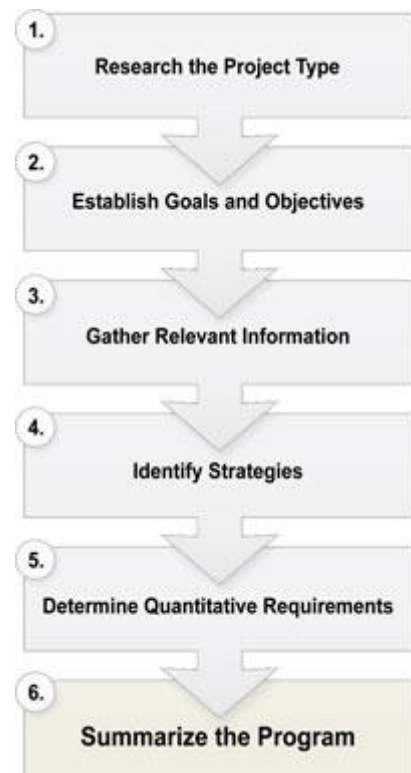 1.
Research the Project Type
2.
Establish Goals and Objectives
3.
Gather Relevant Information
4.
Identify Strategies
5.
Determine Quantitative Requirements
6.
Summarize the Program